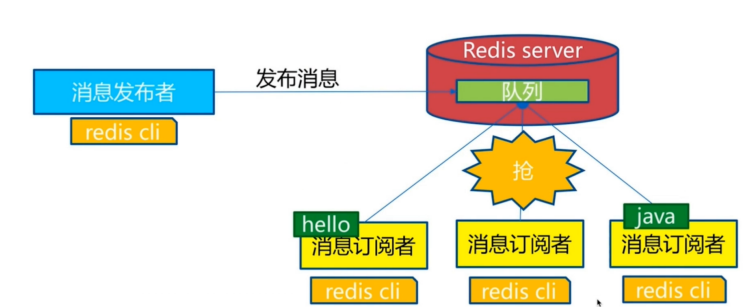 Redis server
发布消息
队列
消息发布者
redis cli
抢
hello
java
消息订阅者
消息订阅者
消息订阅者
redis cli
redis cli
redis cli